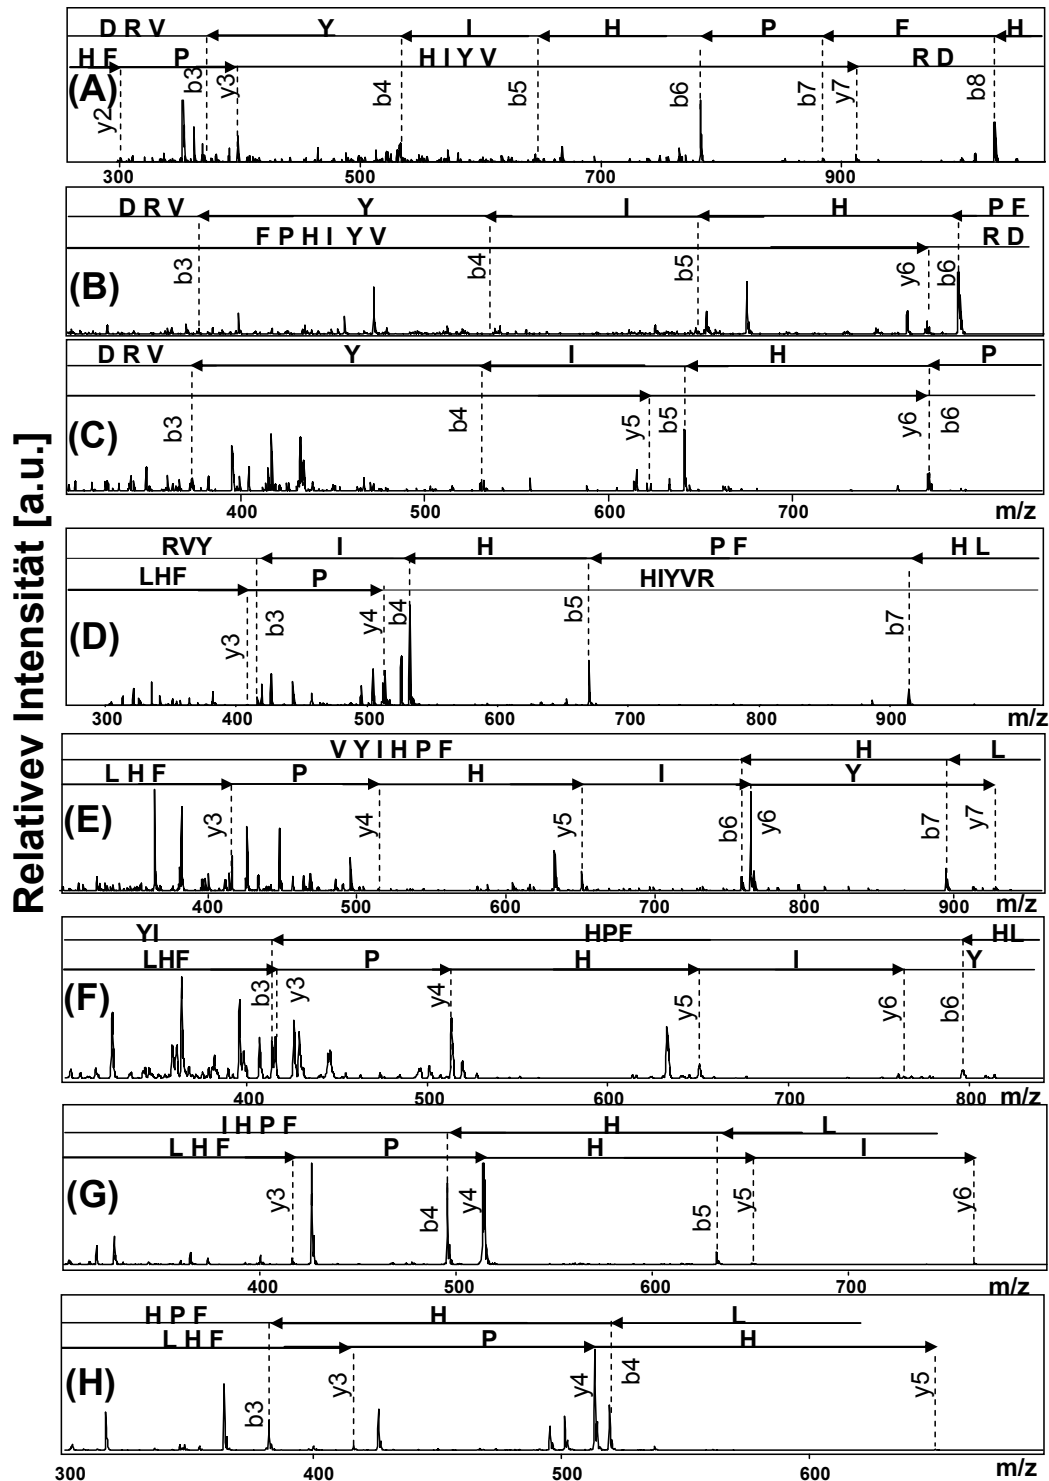 Relativev Intensität [a.u.]
D R V Y I H P F H
H F P H I Y V R D
(A)
y2 b3 y3 b4 b5 b6 b7 y7 b8
300 500 700 900
D R V Y I H P F
F P H I Y V R D
(B)
b3 b4 b5 y6 b6
D R V Y I H P
(C)
b3 b4 y5 b5 y6 b6
400 500 600 700 m/z
RVY I H P F H L
LHF P HIYVR
(D)
y3 b3 y4 b4 b5 b7
300 400 500 600 700 800 900 m/z
V Y I H P F H L
L H F P H I Y
(E)
y3 y4 y5 b6 y6 b7 y7
400 500 600 700 800 900 m/z
YI HPF HL
LHF P H I Y
(F)
b3 y3 y4 y5 y6 b6
400 500 600 700 800 m/z
I H P F H L
L H F P H I
(G)
y3 b4 y4 b5 y5 y6
400 500 600 700 m/z
H P F H L
L H F P H
(H)
b3 y3 y4 b4 y5
300 400 500 600 m/z